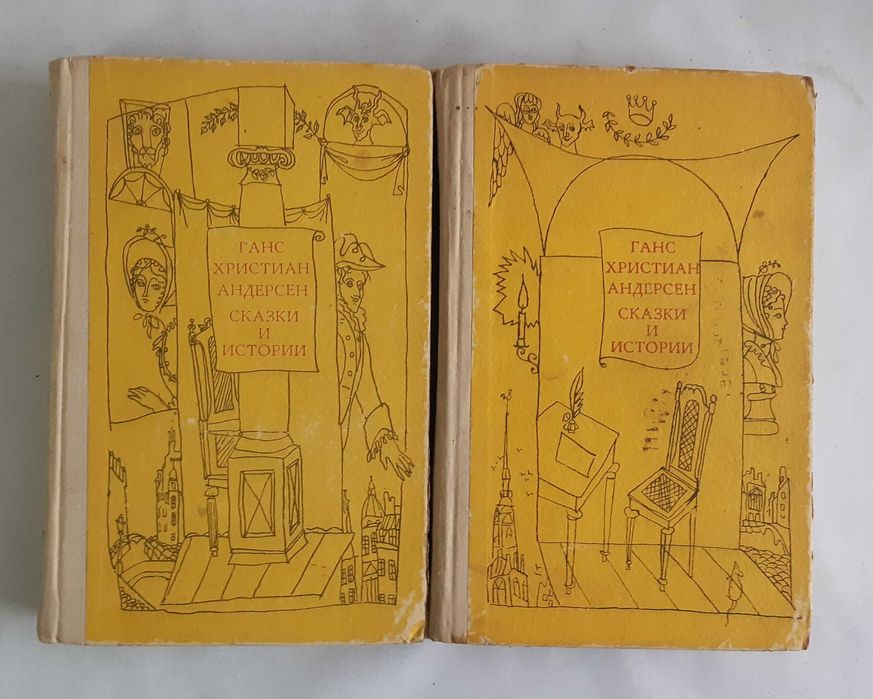 ГАНС
ХРИСТИАН
АНДЕРСЕН
СКАЗКИ
И
ИСТОРИИ
ГАНС
ХРИСТИАН
АНДЕРСЕН
СКАЗКИ
И
ИСТОРИИ